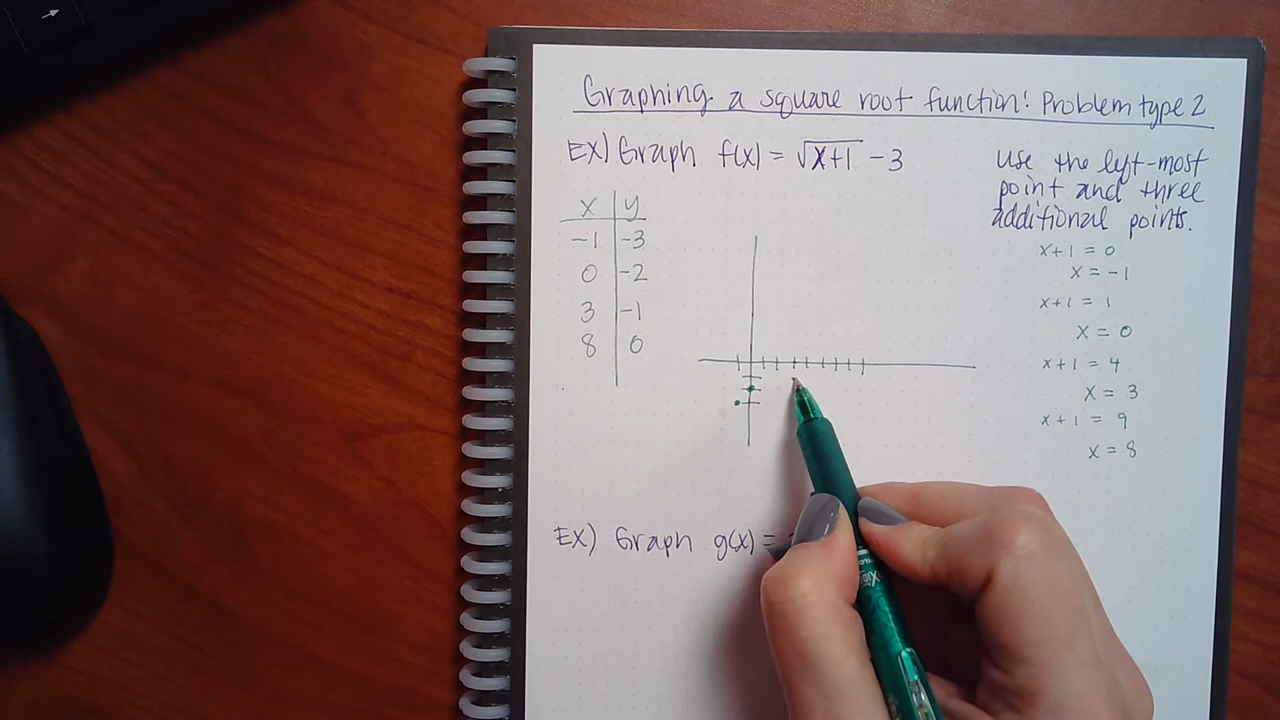 Graphing a square root function: Problem type 2
EX) Graph f(x) = √x+1 - 3
Use the left-most
point and three
additional points.
x | y
-1 | -3
0 | -2
3 | -1
8 | 0
x+1 = 0
x = -1
x+1 = 1
x = 0
x+1 = 4
x = 3
x+1 = 9
x = 8
EX) Graph g(x) =